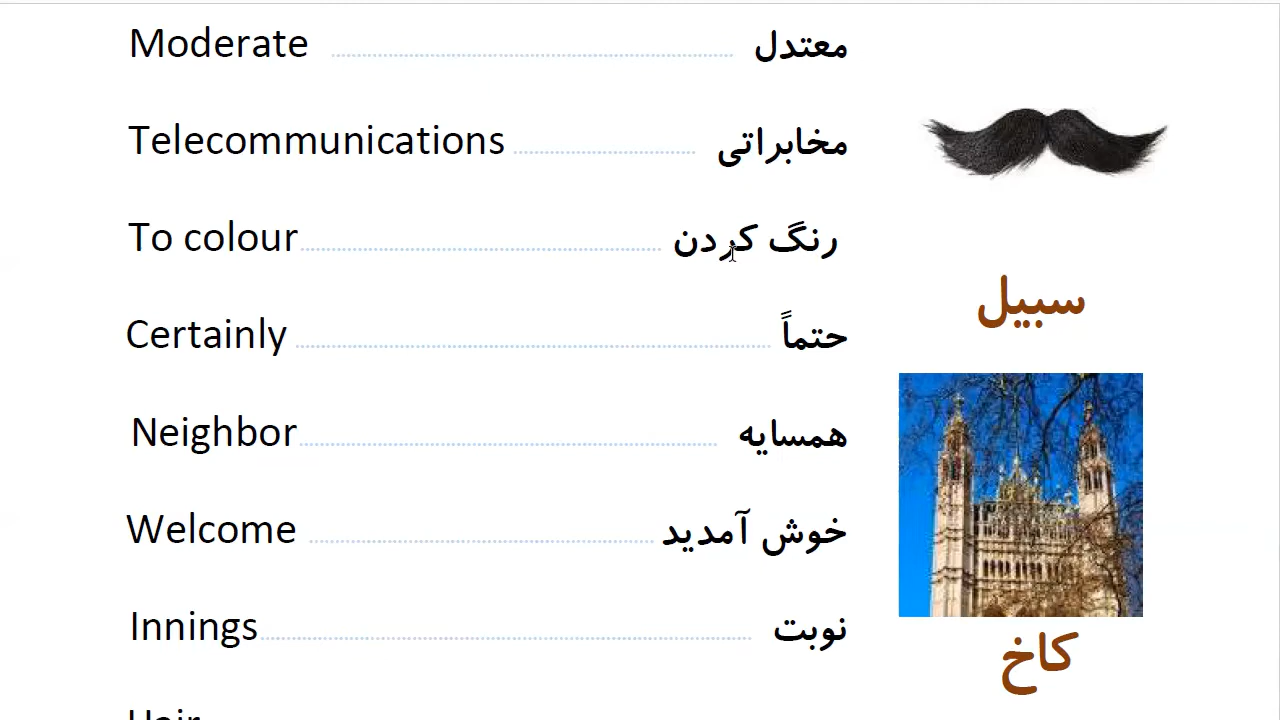 Moderate معتدل
Telecommunications مخابراتی
To colour رنگ کردن
Certainly حتماً
Neighbor همسایه
Welcome خوش آمدید
Innings نوبت
سبیل
کاخ